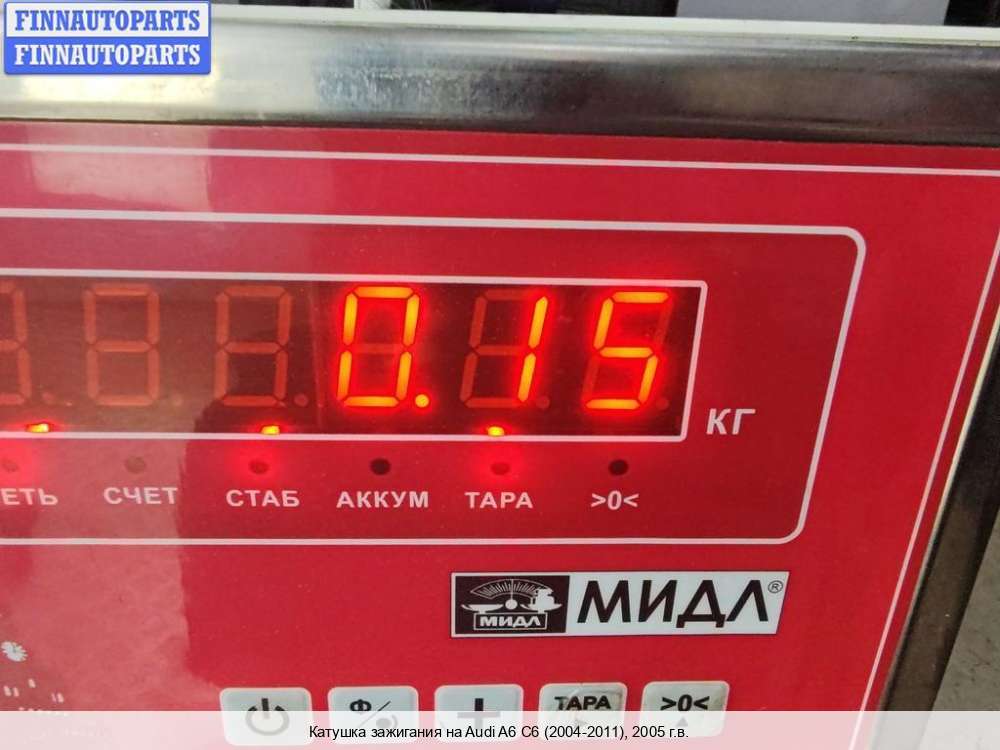 FINNAUTOPARTS
FINNAUTOPARTS
0.15
КГ
ЕТЬ СЧЕТ СТАБ АККУМ ТАРА >0<
МИДЛ МИДЛ®
Ф ТАРА >0<
Катушка зажигания на Audi A6 C6 (2004-2011), 2005 г.в.